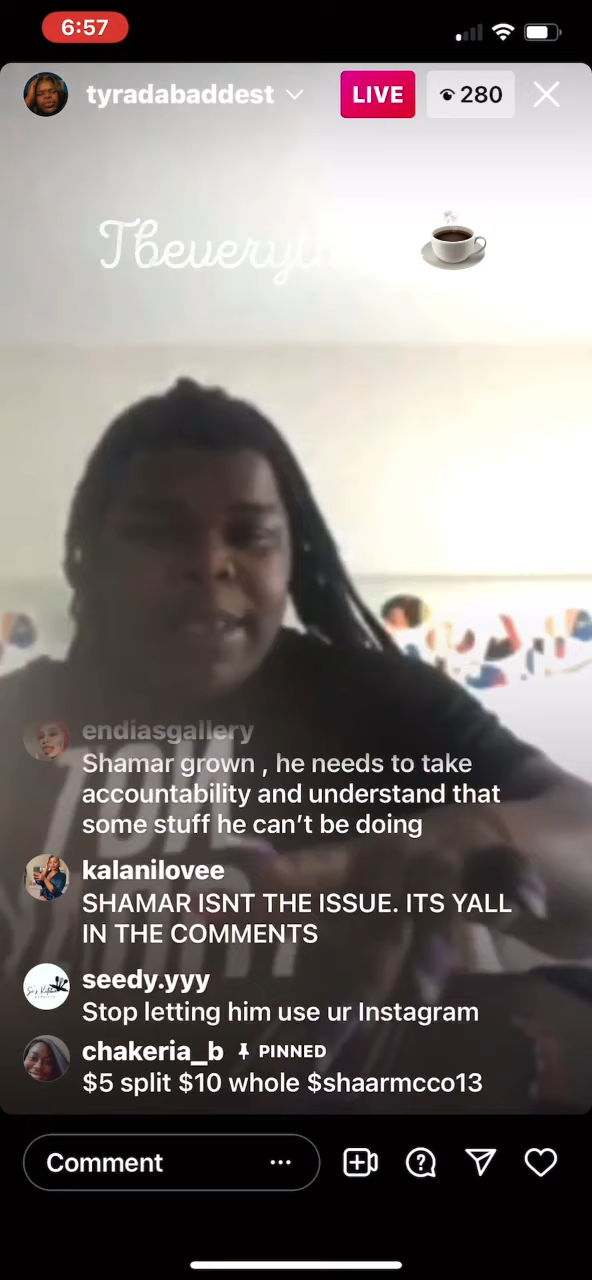 6:57
tyradabaddest
LIVE
280
endiasgallery
Shamar grown , he needs to take
accountability and understand that
some stuff he can’t be doing
kalanilovee
SHAMAR ISNT THE ISSUE. ITS YALL
IN THE COMMENTS
seedy.yyy
Stop letting him use ur Instagram
chakeria_b PINNED
$5 split $10 whole $shaarmcco13
Comment ...